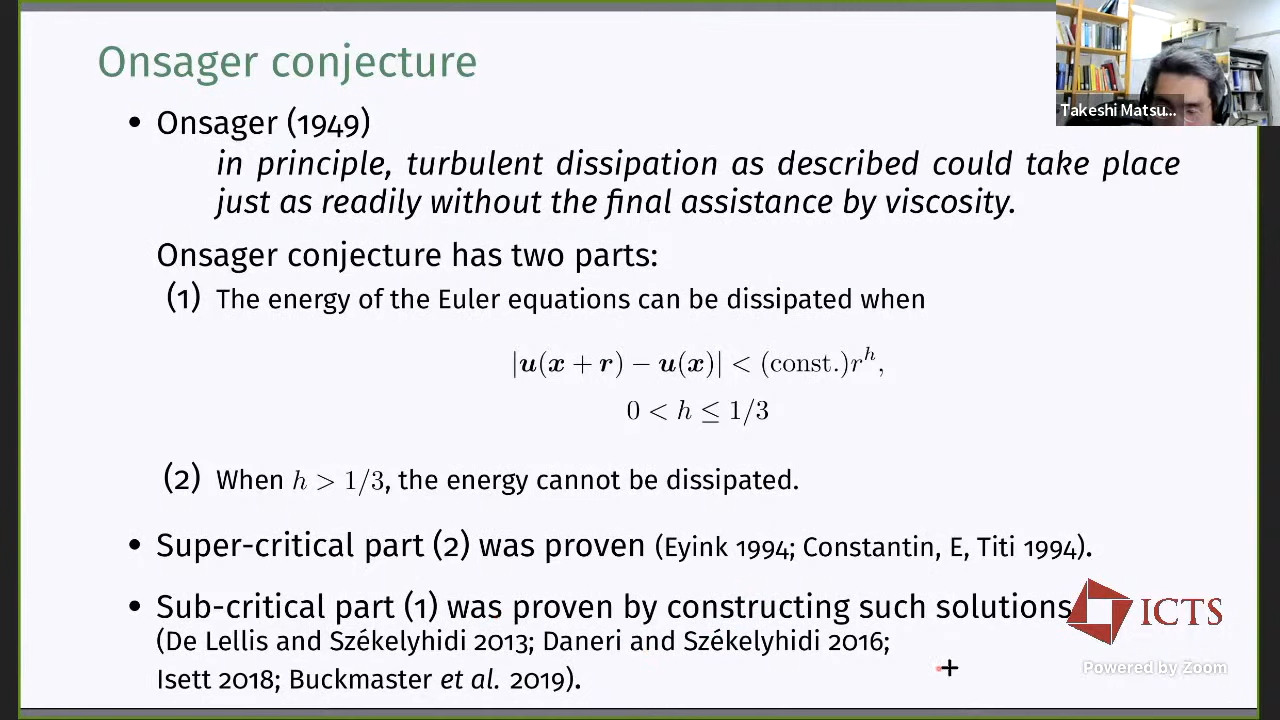 Onsager conjecture
Takeshi Matsu...
• Onsager (1949)
in principle, turbulent dissipation as described could take place
just as readily without the final assistance by viscosity.
Onsager conjecture has two parts:
(1) The energy of the Euler equations can be dissipated when
|u(x + r) − u(x)| < (const.)r^h,
0 < h ≤ 1/3
(2) When h > 1/3, the energy cannot be dissipated.
• Super-critical part (2) was proven (Eyink 1994; Constantin, E, Titi 1994).
• Sub-critical part (1) was proven by constructing such solutions
(De Lellis and Székelyhidi 2013; Daneri and Székelyhidi 2016;
Isett 2018; Buckmaster et al. 2019).
ICTS
Powered by Zoom